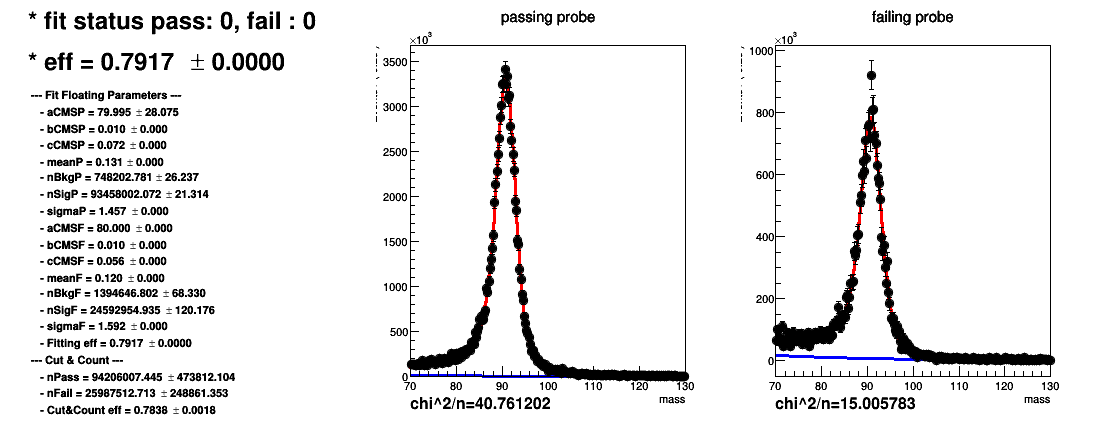 * fit status pass: 0, fail : 0
* eff = 0.7917 ± 0.0000
--- Fit Floating Parameters ---
- aCMSP = 79.995 ± 28.075
- bCMSP = 0.010 ± 0.000
- cCMSP = 0.072 ± 0.000
- meanP = 0.131 ± 0.000
- nBkgP = 748202.781 ± 26.237
- nSigP = 93458002.072 ± 21.314
- sigmaP = 1.457 ± 0.000
- aCMSF = 80.000 ± 0.000
- bCMSF = 0.010 ± 0.000
- cCMSF = 0.056 ± 0.000
- meanF = 0.120 ± 0.000
- nBkgF = 1394646.802 ± 68.330
- nSigF = 24592954.935 ± 120.176
- sigmaF = 1.592 ± 0.000
- Fitting eff = 0.7917 ± 0.0000
--- Cut & Count ---
- nPass = 94206007.445 ± 473812.104
- nFail = 25987512.713 ± 248861.353
- Cut&Count eff = 0.7838 ± 0.0018
passing probe
×10³
3500
3000
2500
2000
1500
1000
500
0
70 80 90 100 110 120 130
mass
chi^2/n=40.761202
failing probe
×10³
1000
800
600
400
200
0
70 80 90 100 110 120 130
mass
chi^2/n=15.005783